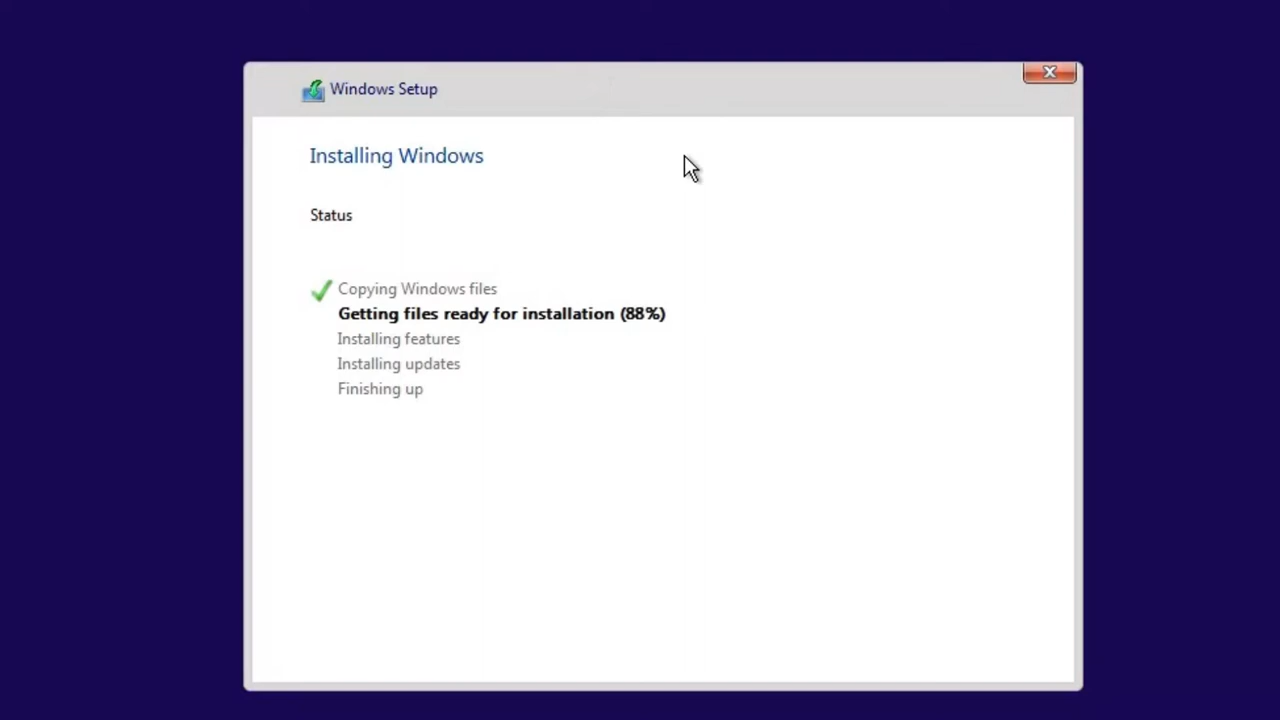 Windows Setup
Installing Windows
Status
Copying Windows files
Getting files ready for installation (88%)
Installing features
Installing updates
Finishing up